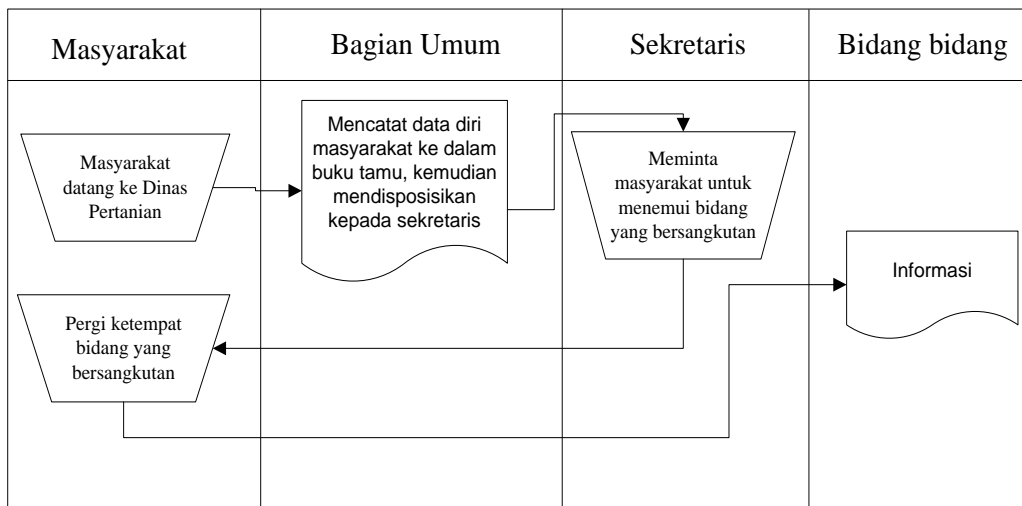 Masyarakat
Bagian Umum
Sekretaris
Bidang bidang
Masyarakat
datang ke Dinas
Pertanian
Mencatat data diri
masyarakat ke dalam
buku tamu, kemudian
mendisposisikan
kepada sekretaris
Meminta
masyarakat untuk
menemui bidang
yang bersangkutan
Informasi
Pergi ketempat
bidang yang
bersangkutan